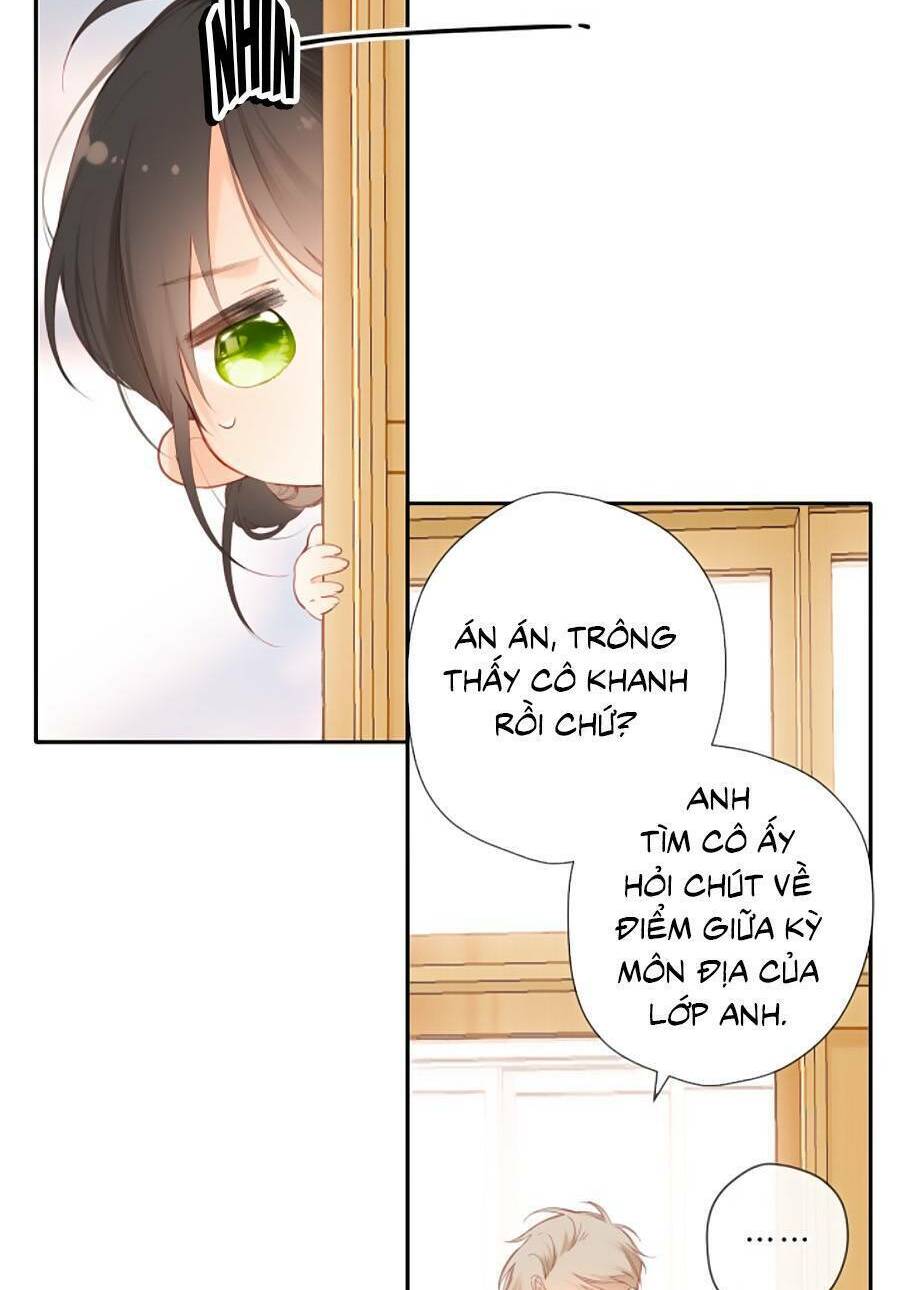 NHÌN
ÁN ÁN, TRÔNG
THẤY CÔ KHANH
RỒI CHỨ?
ANH
TÌM CÔ ẤY
HỎI CHÚT VỀ
ĐIỂM GIỮA KỲ
MÔN ĐỊA CỦA
LỚP ANH.
……